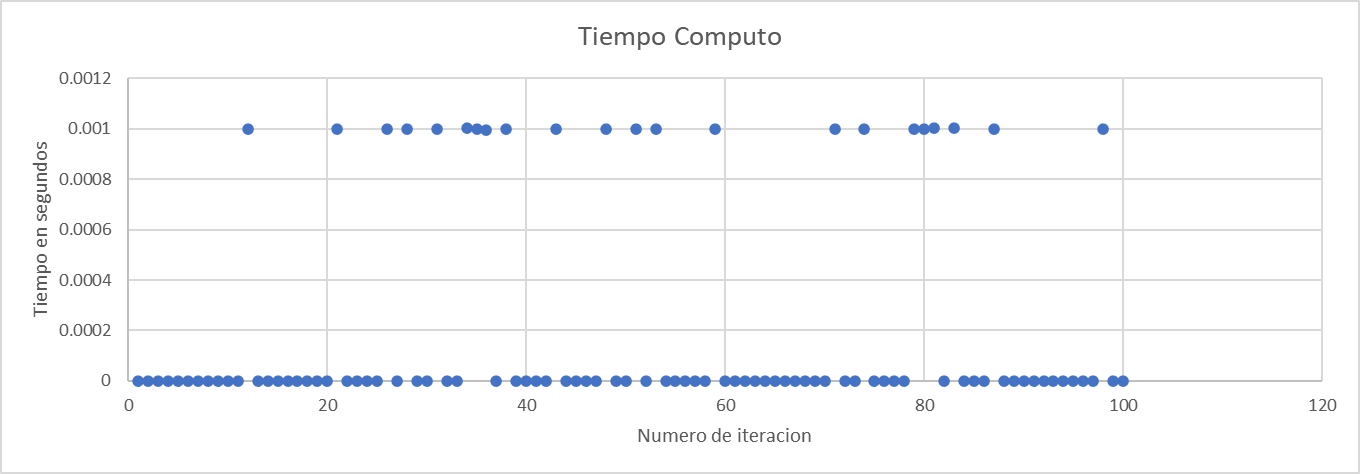 Tiempo Computo
Tiempo en segundos
0.0012
0.001
0.0008
0.0006
0.0004
0.0002
0
0 20 40 60 80 100 120
Numero de iteracion